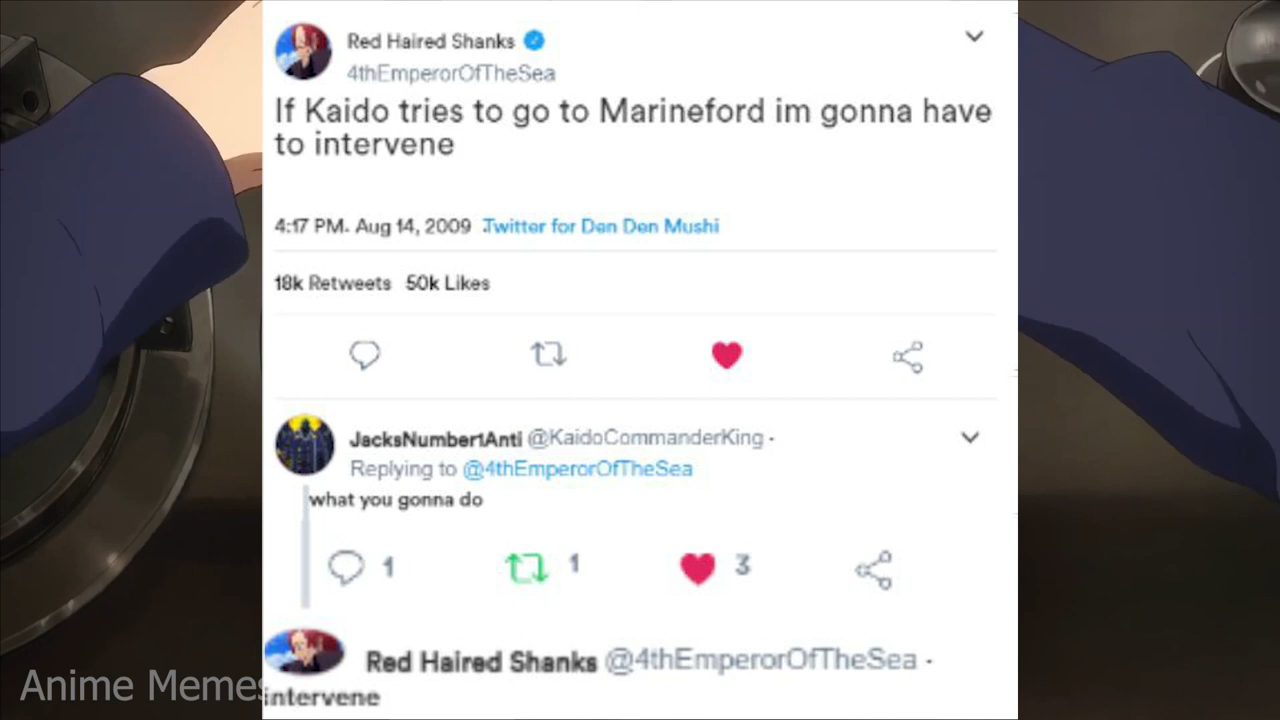 Red Haired Shanks
4thEmperorOfTheSea
If Kaido tries to go to Marineford im gonna have
to intervene
4:17 PM. Aug 14, 2009 Twitter for Den Den Mushi
18k Retweets 50k Likes
JacksNumber1Anti @KaidoCommanderKing ·
Replying to @4thEmperorOfTheSea
what you gonna do
1 1 3
Red Haired Shanks @4thEmperorOfTheSea ·
intervene
Anime Memes